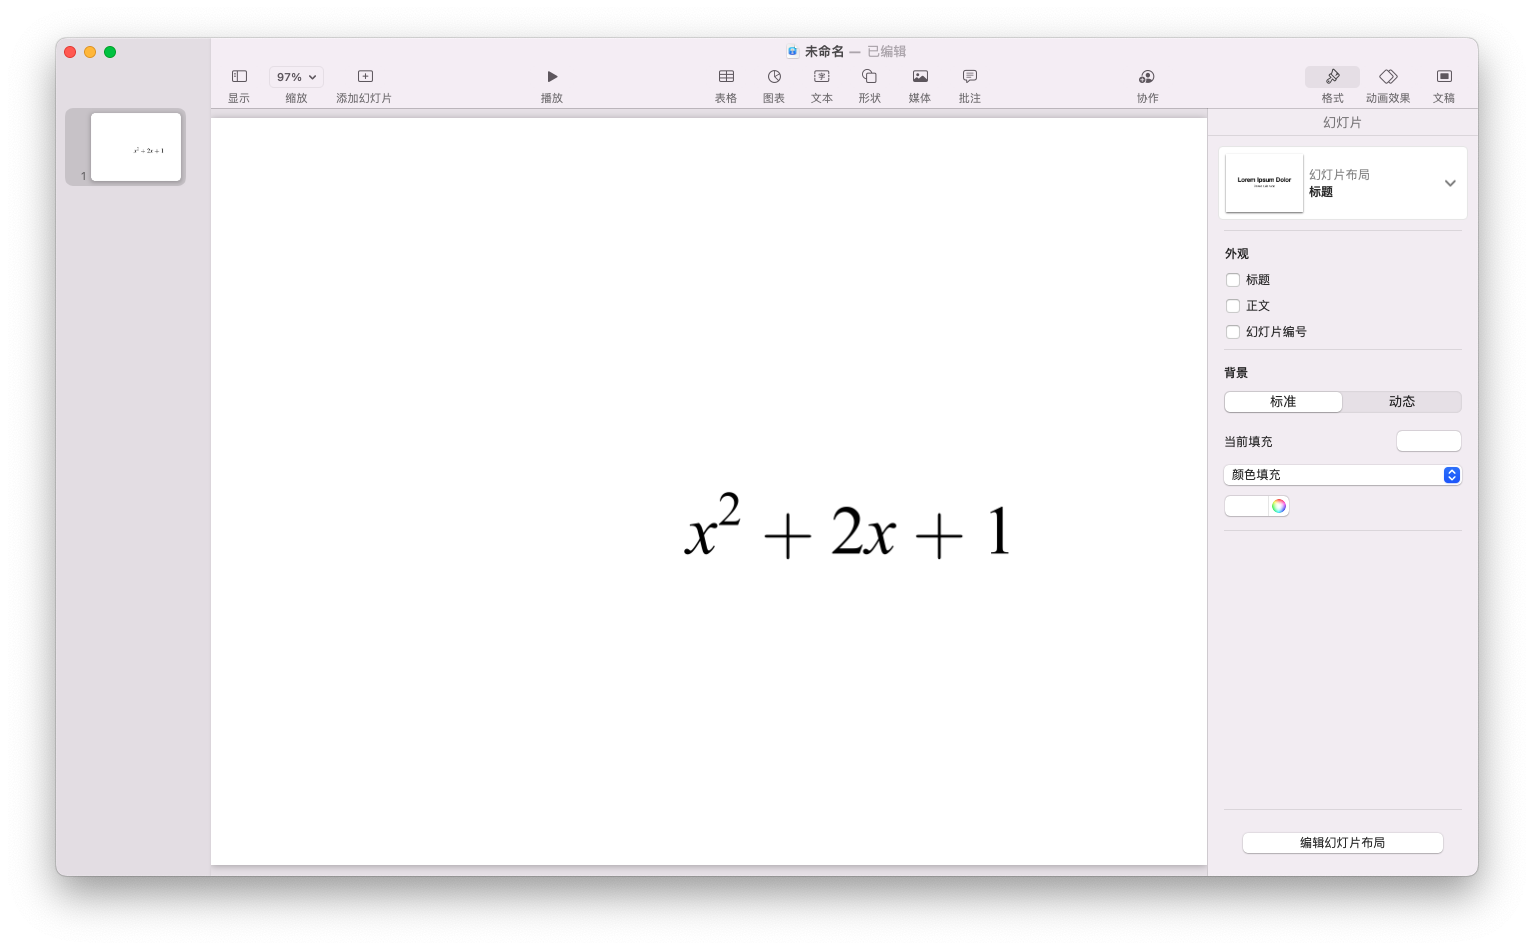 未命名 — 已编辑
97%
显示 缩放 添加幻灯片 播放 表格 图表 文本 形状 媒体 批注 协作 格式 动画效果 文稿
x² + 2x + 1
1
x² + 2x + 1
幻灯片
Lorem Ipsum Dolor
幻灯片布局
标题
外观
标题
正文
幻灯片编号
背景
标准 动态
当前填充
颜色填充
编辑幻灯片布局